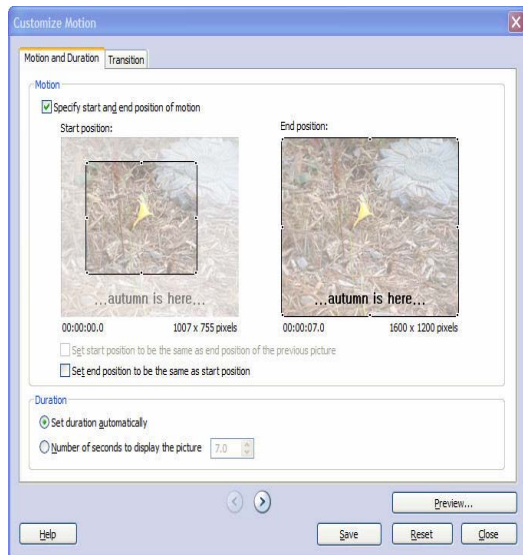 Customize Motion
Motion and Duration
Transition
Motion
Specify start and end position of motion
Start position:
End position:
...autumn is here...
...autumn is here...
00:00:00.0
1007 x 755 pixels
00:00:07.0
1600 x 1200 pixels
Set start position to be the same as end position of the previous picture
Set end position to be the same as start position
Duration
Set duration automatically
Number of seconds to display the picture
7.0
Preview...
Help
Save
Reset
Close